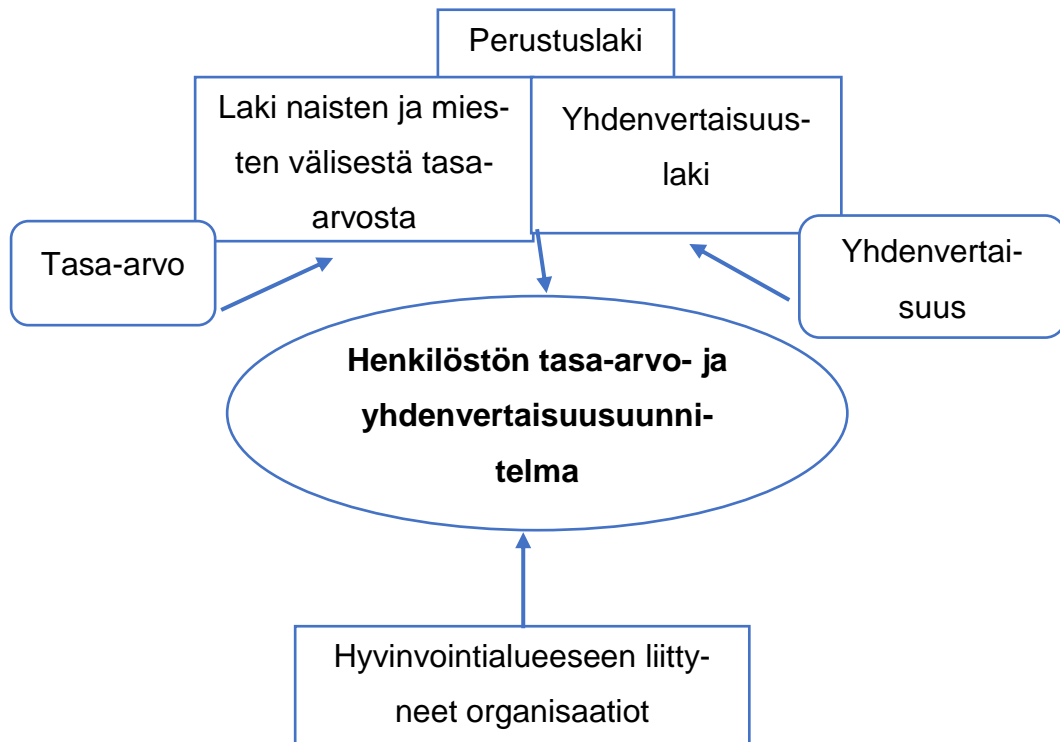 Perustuslaki
Laki naisten ja mies-
ten välisestä tasa-
arvosta
Yhdenvertaisuus-
laki
Tasa-arvo
Yhdenvertai-
suus
Henkilöstön tasa-arvo- ja
yhdenvertaisuusuunni-
telma
Hyvinvointialueeseen liitty-
neet organisaatiot